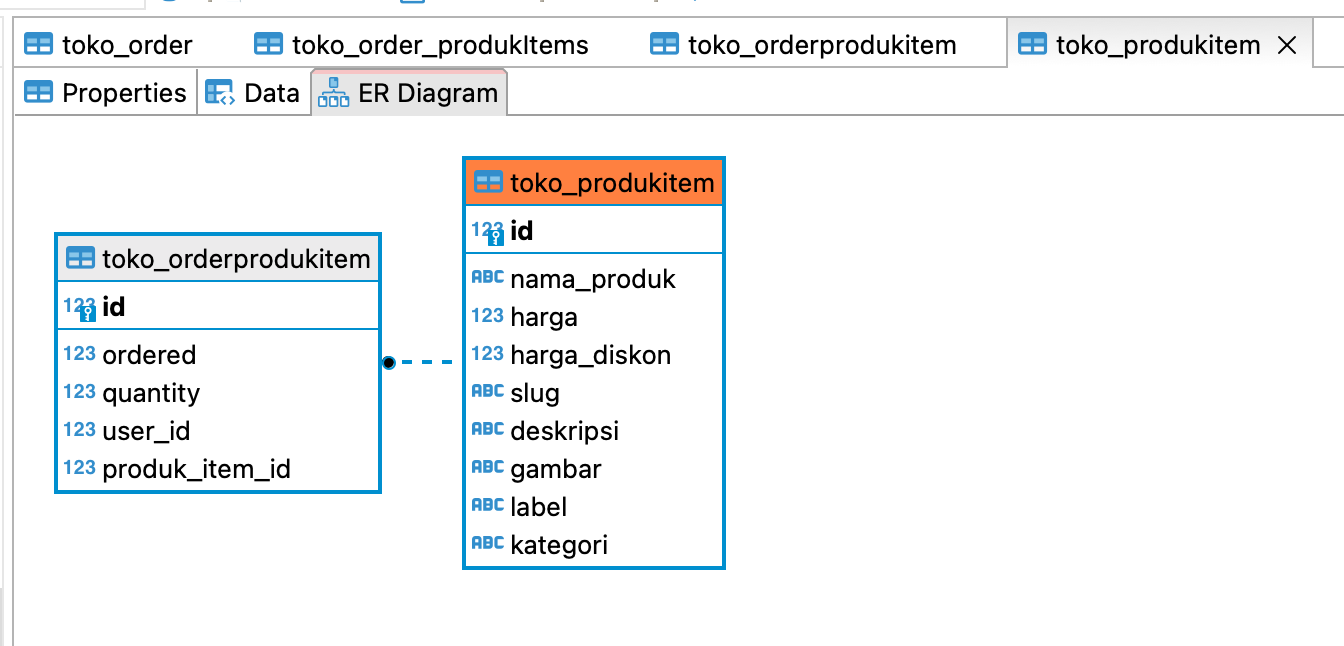 toko_order
toko_order_produkItems
toko_orderprodukitem
toko_produkitem
Properties
Data
ER Diagram
toko_orderprodukitem
123 id
123 ordered
123 quantity
123 user_id
123 produk_item_id
toko_produkitem
123 id
ABC nama_produk
123 harga
123 harga_diskon
ABC slug
ABC deskripsi
ABC gambar
ABC label
ABC kategori